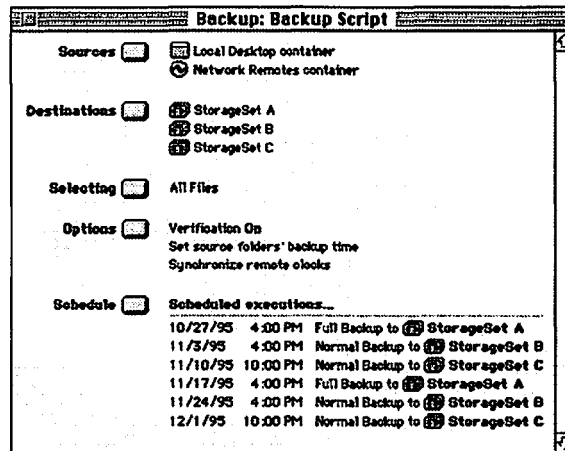 Backup: Backup Script
Sources Local Desktop container
Network Remotes container
Destinations StorageSet A
StorageSet B
StorageSet C
Selecting All Files
Options Verification On
Set source folders' backup time
Synchronize remote clocks
Schedule Scheduled executions...
10/27/95 4:00 PM Full Backup to StorageSet A
11/3/95 4:00 PM Normal Backup to StorageSet B
11/10/95 10:00 PM Normal Backup to StorageSet C
11/17/95 4:00 PM Full Backup to StorageSet A
11/24/95 4:00 PM Normal Backup to StorageSet B
12/1/95 10:00 PM Normal Backup to StorageSet C